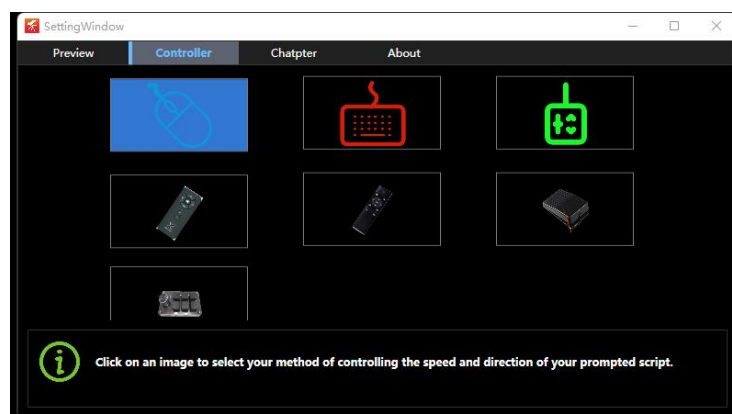 SettingWindow
Preview Controller Chatpter About
Click on an image to select your method of controlling the speed and direction of your prompted script.